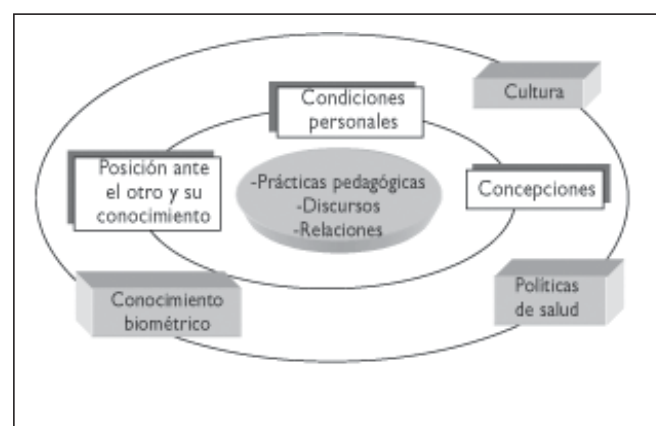 Cultura
Condiciones
personales
Posición ante
el otro y su
conocimiento
-Prácticas pedagógicas
-Discursos
-Relaciones
Concepciones
Conocimiento
biométrico
Políticas
de salud